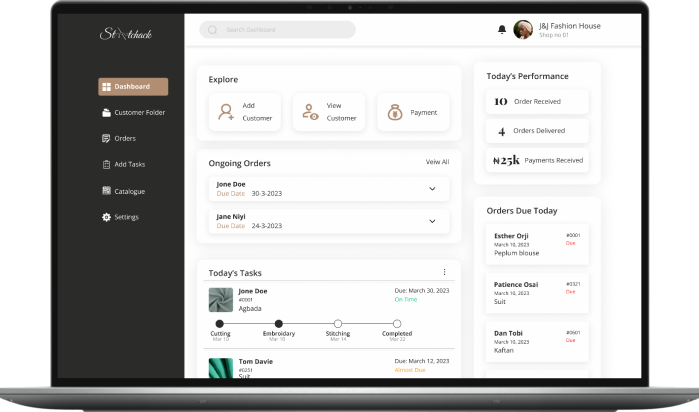 Stitchack
Search Dashboard
J&J Fashion House
Shop no 01
Dashboard
Customer Folder
Orders
Add Tasks
Catalogue
Settings
Explore
Add
Customer
View
Customer
Payment
Ongoing Orders
Veiw All
Jone Doe
Due Date 30-3-2023
Jane Niyi
Due Date 24-3-2023
Today's Tasks
Jone Doe
#0001
Agbada
Due: March 30, 2023
On Time
Cutting
Mar 10
Embroidary
Mar 10
Stitching
Mar 14
Completed
Mar 22
Tom Davie
#0251
Suit
Due: March 12, 2023
Almost Due
Today's Performance
10 Order Received
4 Orders Delivered
₦25k Payments Received
Orders Due Today
Esther Orji
#0001
March 10, 2023
Due
Peplum blouse
Patience Osai
#0321
March 10, 2023
Due
Suit
Dan Tobi
#0601
March 10, 2023
Due
Kaftan